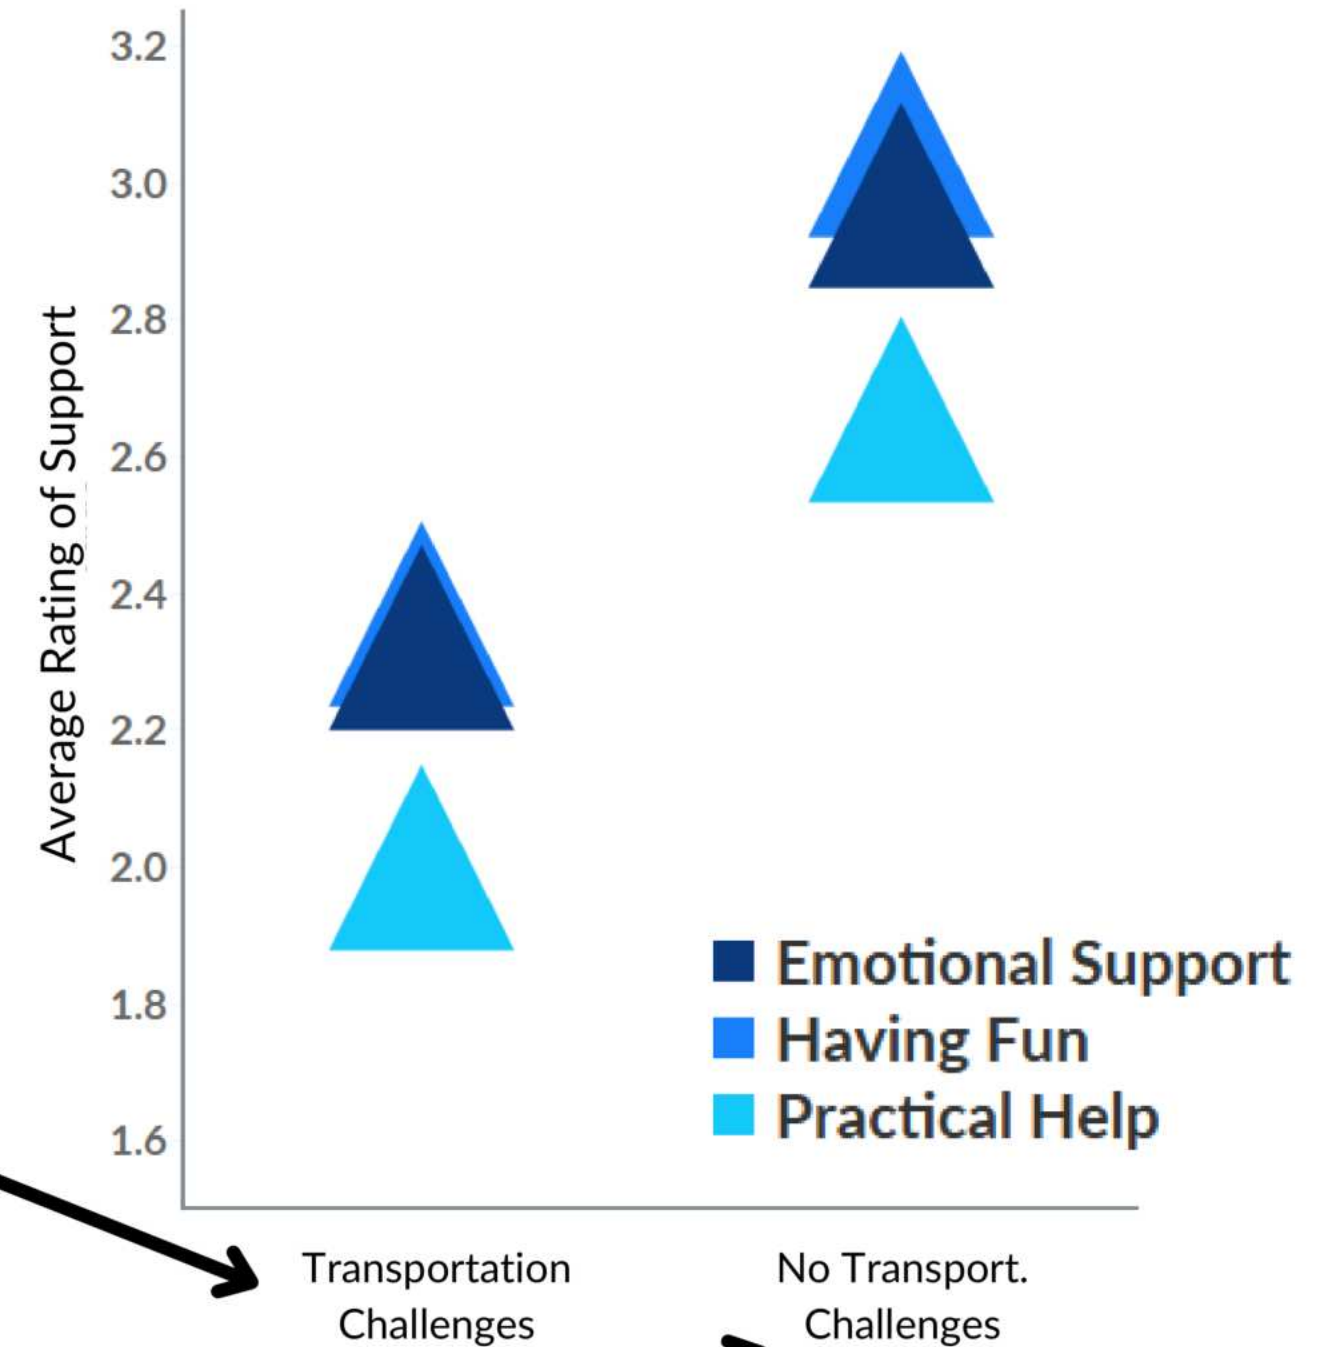 Average Rating of Support
3.2
3.0
2.8
2.6
2.4
2.2
2.0
1.8
1.6
Emotional Support
Having Fun
Practical Help
Transportation
Challenges
No Transport.
Challenges